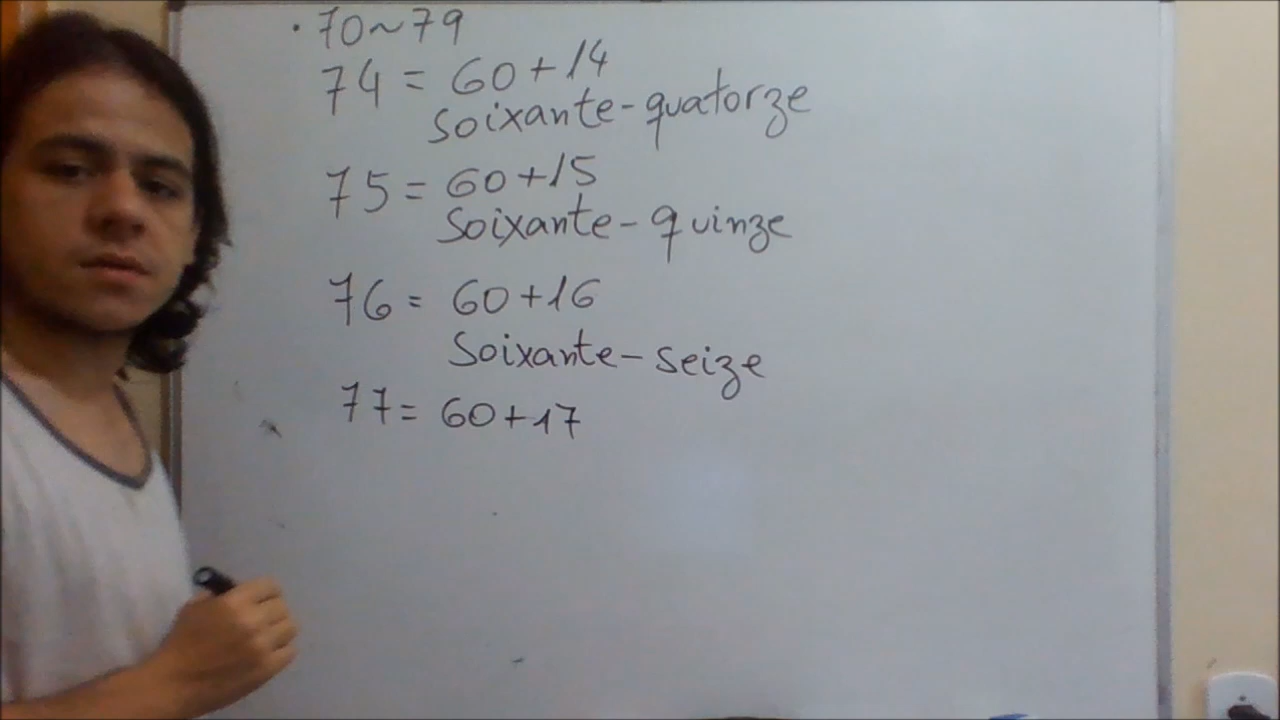 · 70~79
74 = 60+14
Soixante-quatorze
75 = 60+15
Soixante-quinze
76 = 60+16
Soixante-seize
77 = 60+17